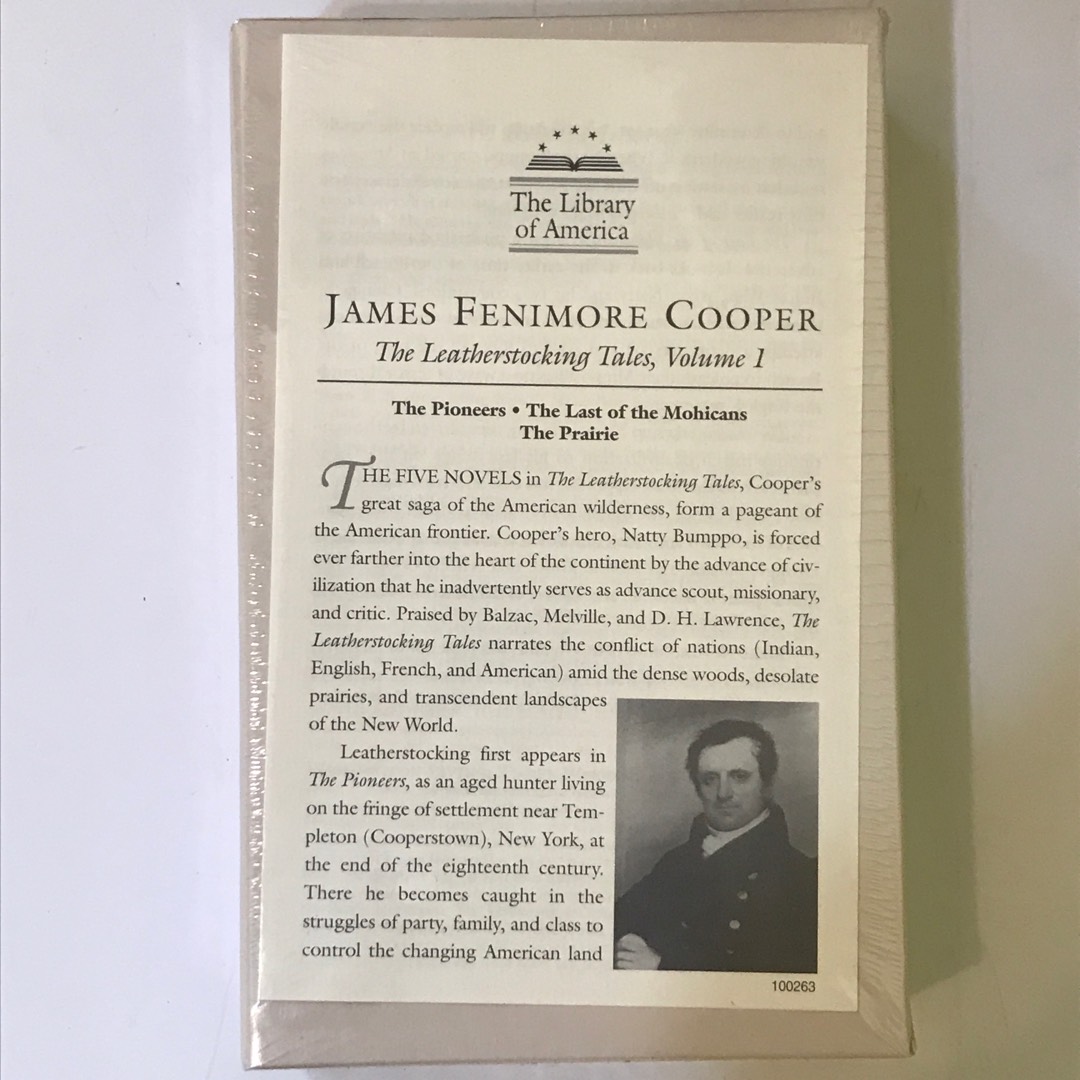 The Library
of America
JAMES FENIMORE COOPER
The Leatherstocking Tales, Volume 1
The Pioneers • The Last of the Mohicans
The Prairie
THE FIVE NOVELS in The Leatherstocking Tales, Cooper's
great saga of the American wilderness, form a pageant of
the American frontier. Cooper's hero, Natty Bumppo, is forced
ever farther into the heart of the continent by the advance of civ-
ilization that he inadvertently serves as advance scout, missionary,
and critic. Praised by Balzac, Melville, and D. H. Lawrence, The
Leatherstocking Tales narrates the conflict of nations (Indian,
English, French, and American) amid the dense woods, desolate
prairies, and transcendent landscapes
of the New World.
Leatherstocking first appears in
The Pioneers, as an aged hunter living
on the fringe of settlement near Tem-
pleton (Cooperstown), New York, at
the end of the eighteenth century.
There he becomes caught in the
struggles of party, family, and class to
control the changing American land
100263